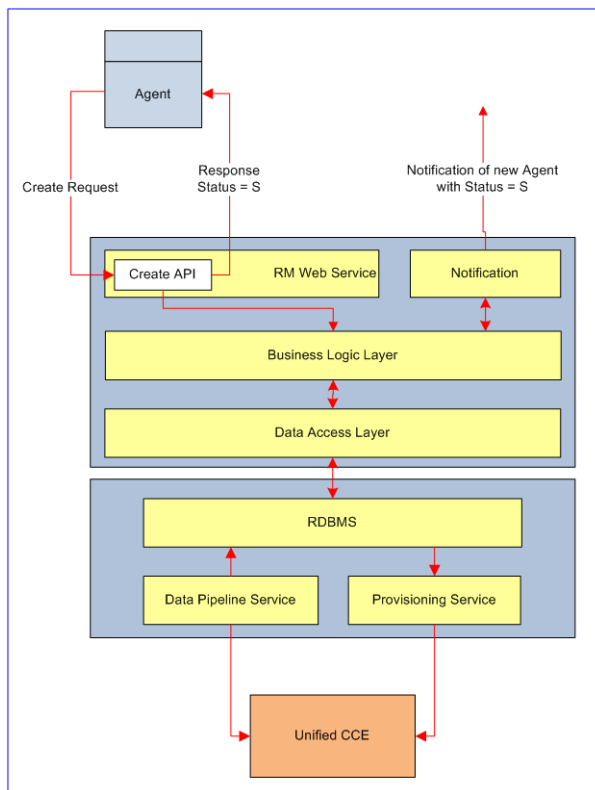 Agent
Create Request
Response
Status = S
Notification of new Agent
with Status = S
Create API
RM Web Service
Notification
Business Logic Layer
Data Access Layer
RDBMS
Data Pipeline Service
Provisioning Service
Unified CCE